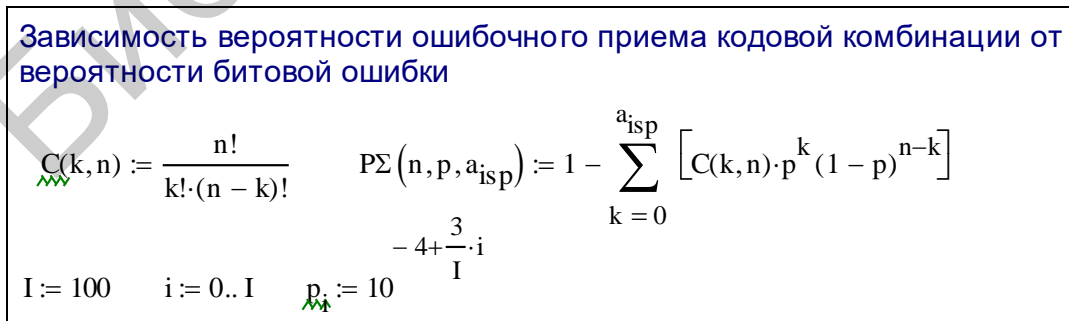 Зависимость вероятности ошибочного приема кодовой комбинации от
вероятности битовой ошибки
C(k, n) := n! / (k!·(n − k)!)    PΣ(n, p, a_isp) := 1 − ∑_{k = 0}^{a_isp} [C(k, n)·p^k (1 − p)^{n−k}]
I := 100    i := 0.. I    p_i := 10^{− 4+ 3/I ·i}